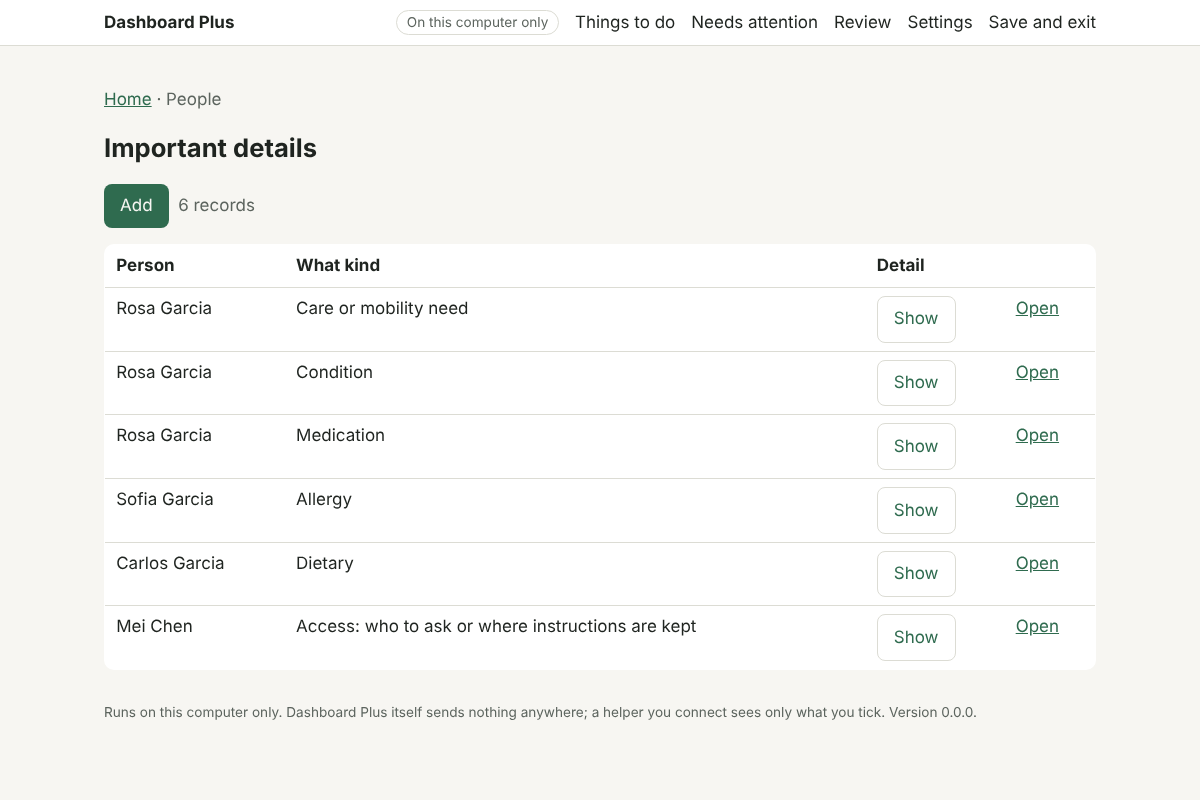 Dashboard Plus
On this computer only Things to do Needs attention Review Settings Save and exit
Home · People
Important details
Add 6 records
Person What kind Detail
Rosa Garcia Care or mobility need Show Open
Rosa Garcia Condition Show Open
Rosa Garcia Medication Show Open
Sofia Garcia Allergy Show Open
Carlos Garcia Dietary Show Open
Mei Chen Access: who to ask or where instructions are kept Show Open
Runs on this computer only. Dashboard Plus itself sends nothing anywhere; a helper you connect sees only what you tick. Version 0.0.0.